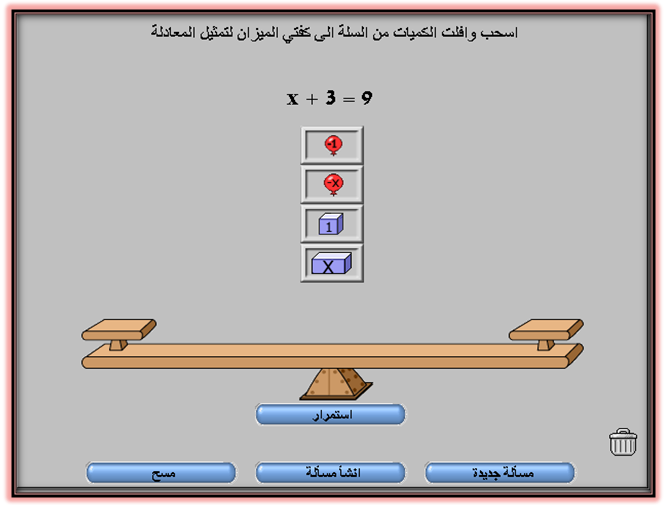 اسحب وافلت الكميات من السلة الى كفتي الميزان لتمثيل المعادلة
x + 3 = 9
-1
-x
1
X
استمرار
مسح
انشأ مسألة
مسألة جديدة